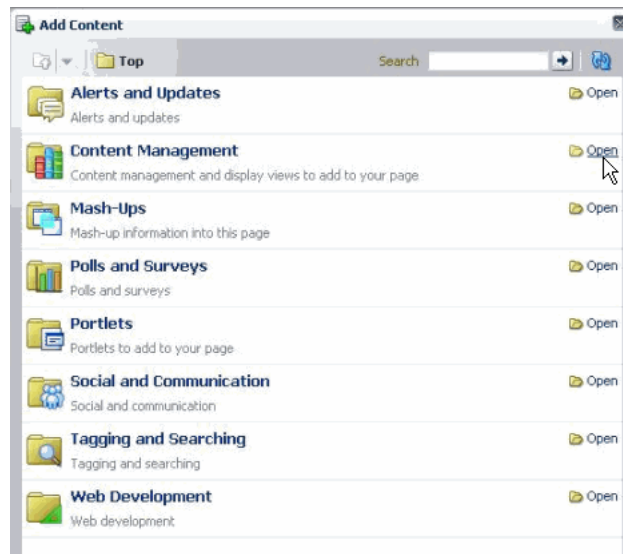 Add Content
Top Search
Alerts and Updates Open
Alerts and updates
Content Management Open
Content management and display views to add to your page
Mash-Ups Open
Mash-up information into this page
Polls and Surveys Open
Polls and surveys
Portlets Open
Portlets to add to your page
Social and Communication Open
Social and communication
Tagging and Searching Open
Tagging and searching
Web Development Open
Web development